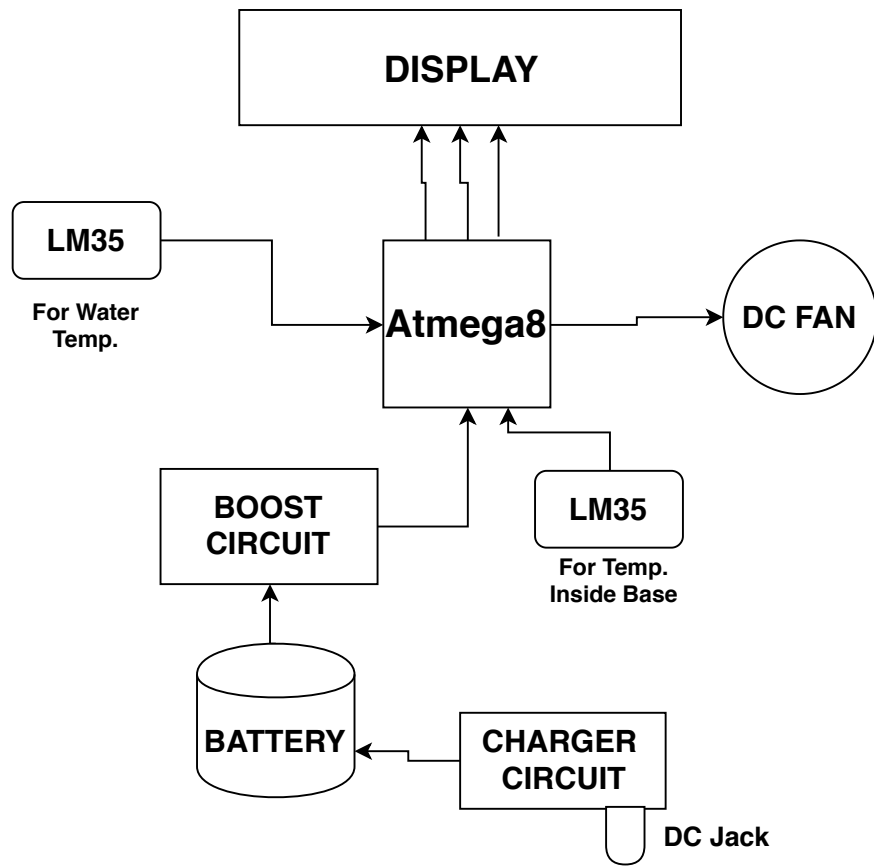 DISPLAY
LM35
For Water
Temp.
Atmega8
DC FAN
BOOST
CIRCUIT
LM35
For Temp.
Inside Base
BATTERY
CHARGER
CIRCUIT
DC Jack